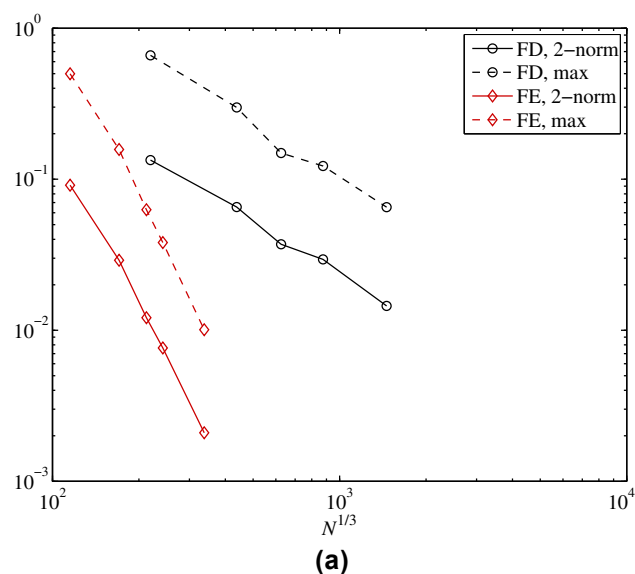 10^0
10^-1
10^-2
10^-3
10^2
10^3
10^4
N^1/3
FD, 2−norm
FD, max
FE, 2−norm
FE, max
(a)